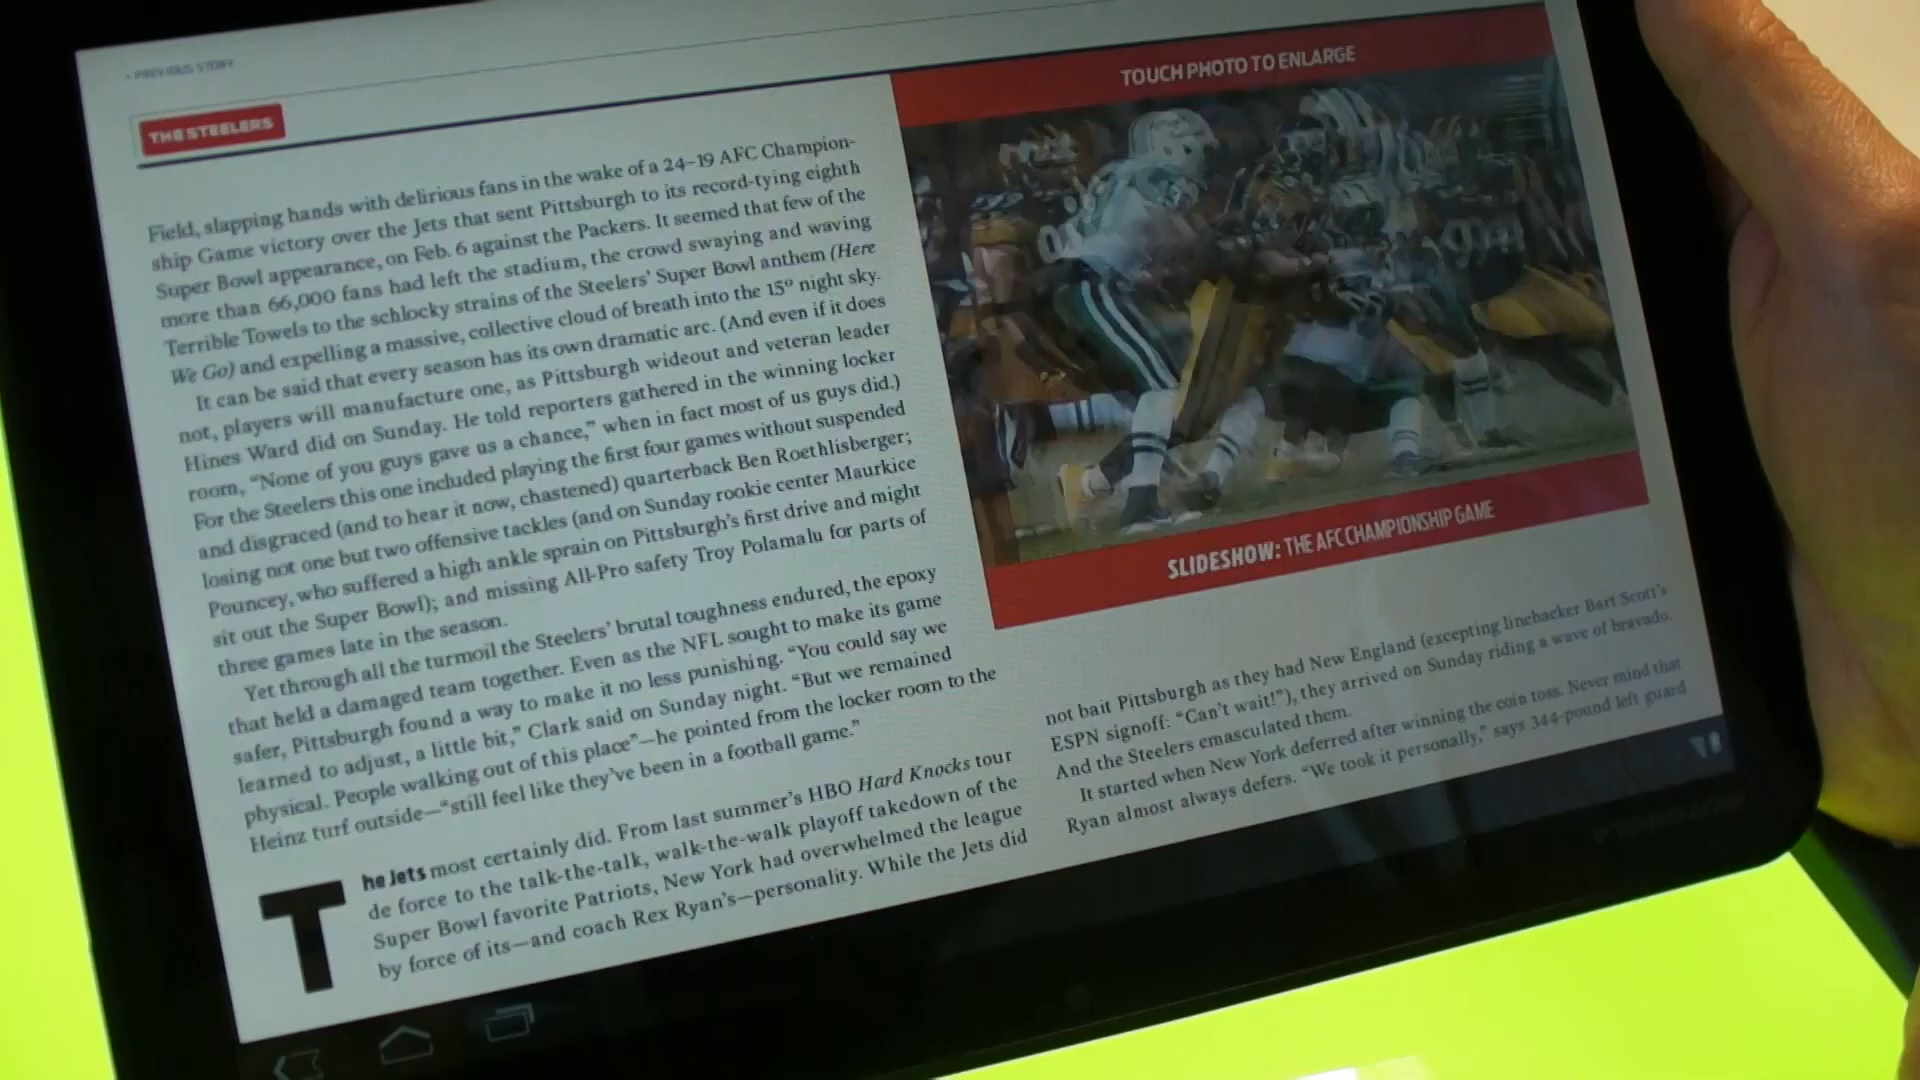 < PREVIOUS STORY
THE STEELERS
Field, slapping hands with delirious fans in the wake of a 24–19 AFC Champion-
ship Game victory over the Jets that sent Pittsburgh to its record-tying eighth
Super Bowl appearance, on Feb. 6 against the Packers. It seemed that few of the
more than 66,000 fans had left the stadium, the crowd swaying and waving
Terrible Towels to the schlocky strains of the Steelers' Super Bowl anthem (Here
We Go) and expelling a massive, collective cloud of breath into the 15° night sky.
It can be said that every season has its own dramatic arc. (And even if it does
not, players will manufacture one, as Pittsburgh wideout and veteran leader
Hines Ward did on Sunday. He told reporters gathered in the winning locker
room, “None of you guys gave us a chance,” when in fact most of us guys did.)
For the Steelers this one included playing the first four games without suspended
and disgraced (and to hear it now, chastened) quarterback Ben Roethlisberger;
losing not one but two offensive tackles (and on Sunday rookie center Maurkice
Pouncey, who suffered a high ankle sprain on Pittsburgh's first drive and might
sit out the Super Bowl); and missing All-Pro safety Troy Polamalu for parts of
three games late in the season.
Yet through all the turmoil the Steelers' brutal toughness endured, the epoxy
that held a damaged team together. Even as the NFL sought to make its game
safer, Pittsburgh found a way to make it no less punishing. “You could say we
learned to adjust, a little bit,” Clark said on Sunday night. “But we remained
physical. People walking out of this place”—he pointed from the locker room to the
Heinz turf outside—“still feel like they've been in a football game.”
The Jets most certainly did. From last summer's HBO Hard Knocks tour
de force to the talk-the-talk, walk-the-walk playoff takedown of the
Super Bowl favorite Patriots, New York had overwhelmed the league
by force of its—and coach Rex Ryan's—personality. While the Jets did
TOUCH PHOTO TO ENLARGE
SLIDESHOW: THE AFC CHAMPIONSHIP GAME
not bait Pittsburgh as they had New England (excepting linebacker Bart Scott's
ESPN signoff: “Can't wait!”), they arrived on Sunday riding a wave of bravado.
And the Steelers emasculated them.
It started when New York deferred after winning the coin toss. Never mind that
Ryan almost always defers. “We took it personally,” says 344-pound left guard